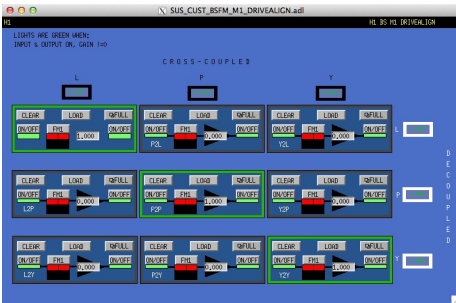 SUS_CUST_BSFM_M1_DRIVEALIGN.adl
H1
H1 BS M1 DRIVEALIGN
LIGHTS ARE GREEN WHEN:
INPUT & OUTPUT ON, GAIN !=0
CROSS-COUPLED
L P Y
CLEAR LOAD FULL CLEAR LOAD FULL CLEAR LOAD FULL
ON/OFF FM1 1.000 ON/OFF ON/OFF FM1 0.000 ON/OFF ON/OFF FM1 0.000 ON/OFF L
P2L Y2L
CLEAR LOAD FULL CLEAR LOAD FULL CLEAR LOAD FULL
ON/OFF FM1 0.000 ON/OFF ON/OFF FM1 0.000 ON/OFF ON/OFF FM1 0.000 ON/OFF P
L2P P2P Y2P
CLEAR LOAD FULL CLEAR LOAD FULL CLEAR LOAD FULL
ON/OFF FM1 0.000 ON/OFF ON/OFF FM1 0.000 ON/OFF ON/OFF FM1 1.000 ON/OFF Y
L2Y P2Y Y2Y
DECOUPLED